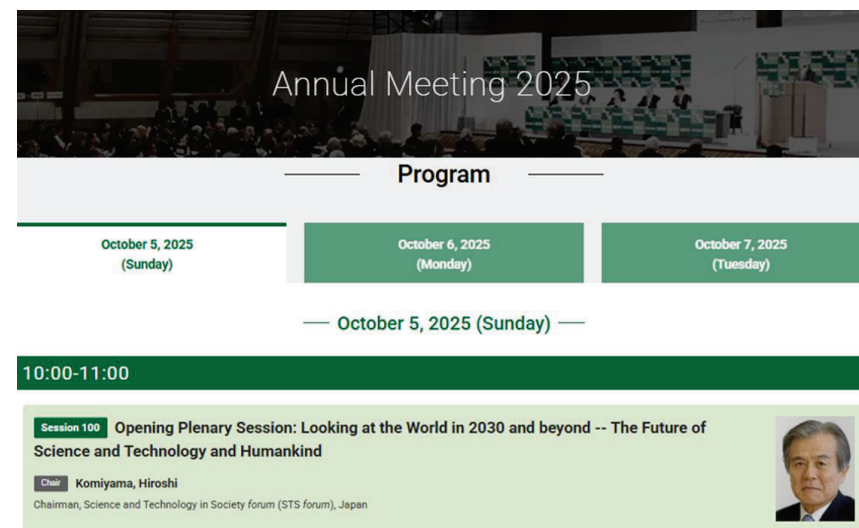 Annual Meeting 2025
Program
October 5, 2025
(Sunday)
October 6, 2025
(Monday)
October 7, 2025
(Tuesday)
October 5, 2025 (Sunday)
10:00-11:00
Session 100 Opening Plenary Session: Looking at the World in 2030 and beyond -- The Future of
Science and Technology and Humankind
Chair Komiyama, Hiroshi
Chairman, Science and Technology in Society forum (STS forum), Japan